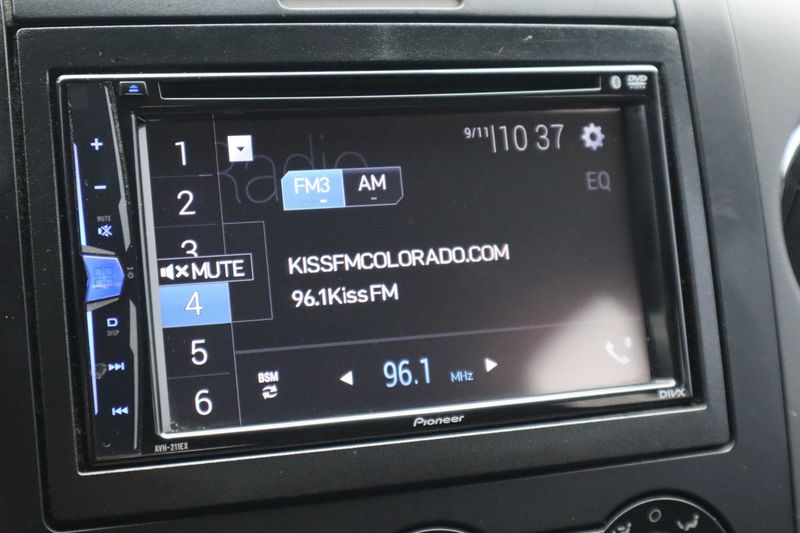 DVD VIDEO
9/11 10 37
Radio
FM3 AM
EQ
MUTE
1
2
3
MUTE
4
5
6
KISSFMCOLORADO.COM
96.1KissFM
DISP
BSM
96.1 MHz
DIVX
Pioneer
AVH-211EX